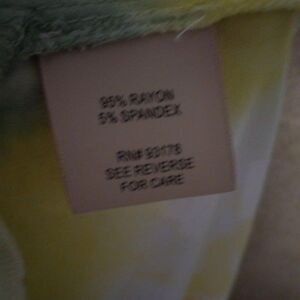 95% RAYON
5% SPANDEX
RN# 93178
SEE REVERSE
FOR CARE